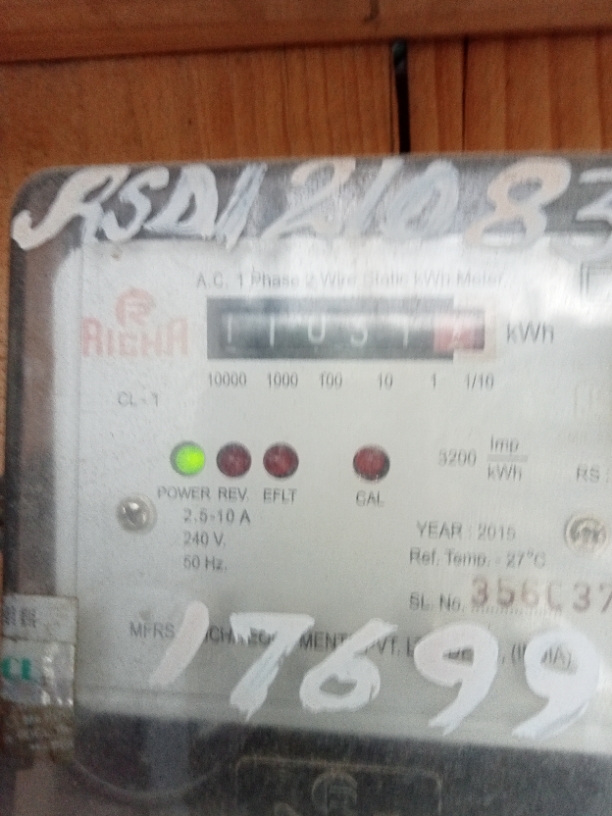 RSD121083
A.C. 1 Phase 2 Wire Static kWh Meter
RICHA
kWh
10000 1000 100 10 1 1/10
CL-1
3200 Imp/kWh
RS
POWER REV. EFLT CAL
2.5-10 A
240 V.
50 Hz.
YEAR : 2015
Ref. Temp. - 27°C
SL. No.
MFRS
17699